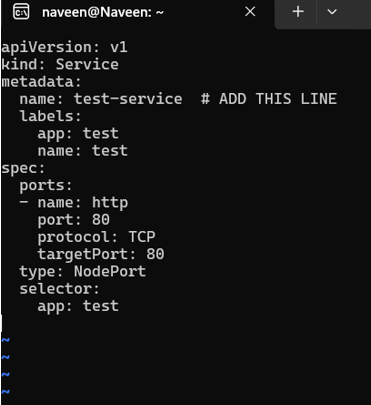 naveen@Naveen: ~
apiVersion: v1
kind: Service
metadata:
  name: test-service  # ADD THIS LINE
  labels:
    app: test
    name: test
spec:
  ports:
  - name: http
    port: 80
    protocol: TCP
    targetPort: 80
  type: NodePort
  selector:
    app: test
~
~
~
~